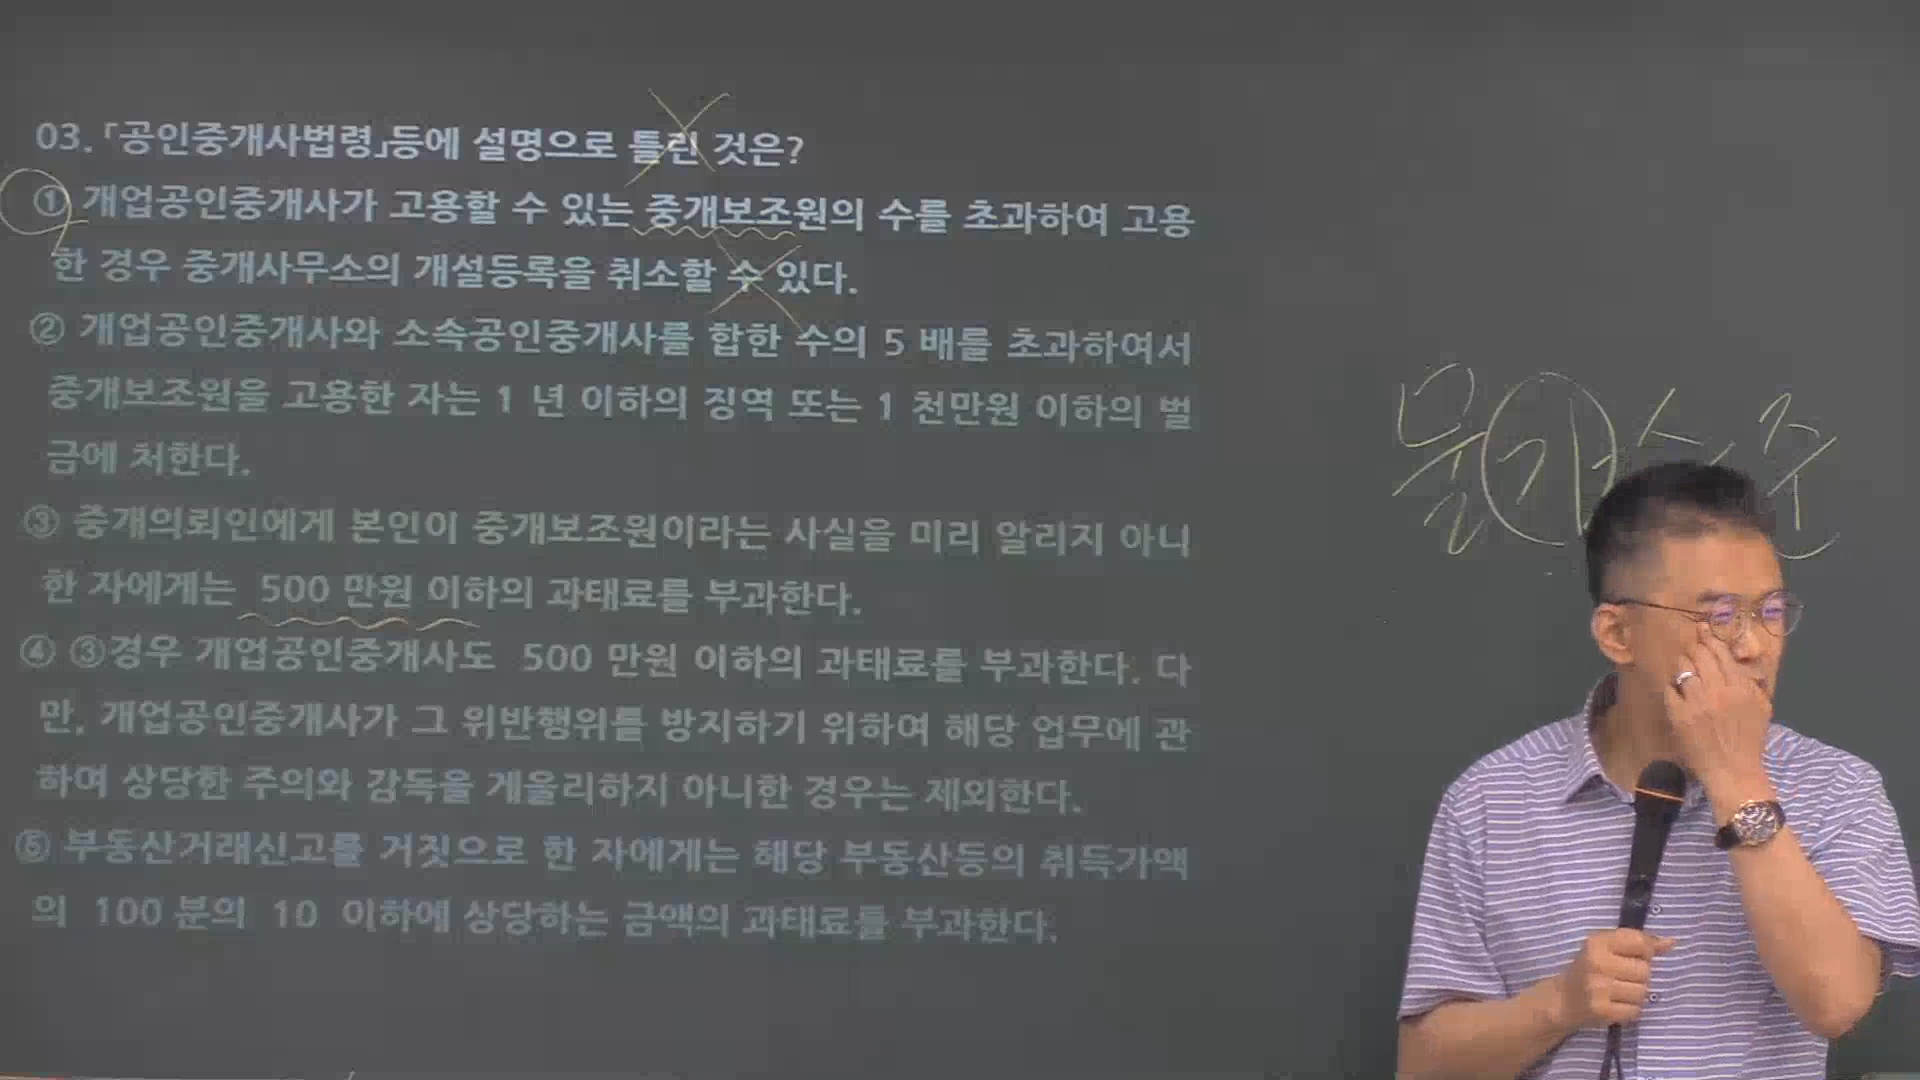 03. 「공인중개사법령」등에 설명으로 틀린 것은?
① 개업공인중개사가 고용할 수 있는 중개보조원의 수를 초과하여 고용
한 경우 중개사무소의 개설등록을 취소할 수 있다.
② 개업공인중개사와 소속공인중개사를 합한 수의 5 배를 초과하여서
중개보조원을 고용한 자는 1 년 이하의 징역 또는 1 천만원 이하의 벌
금에 처한다.
③ 중개의뢰인에게 본인이 중개보조원이라는 사실을 미리 알리지 아니
한 자에게는 500 만원 이하의 과태료를 부과한다.
④ ③경우 개업공인중개사도 500 만원 이하의 과태료를 부과한다. 다
만, 개업공인중개사가 그 위반행위를 방지하기 위하여 해당 업무에 관
하여 상당한 주의와 감독을 게을리하지 아니한 경우는 제외한다.
⑤ 부동산거래신고를 거짓으로 한 자에게는 해당 부동산등의 취득가액
의 100 분의 10 이하에 상당하는 금액의 과태료를 부과한다.